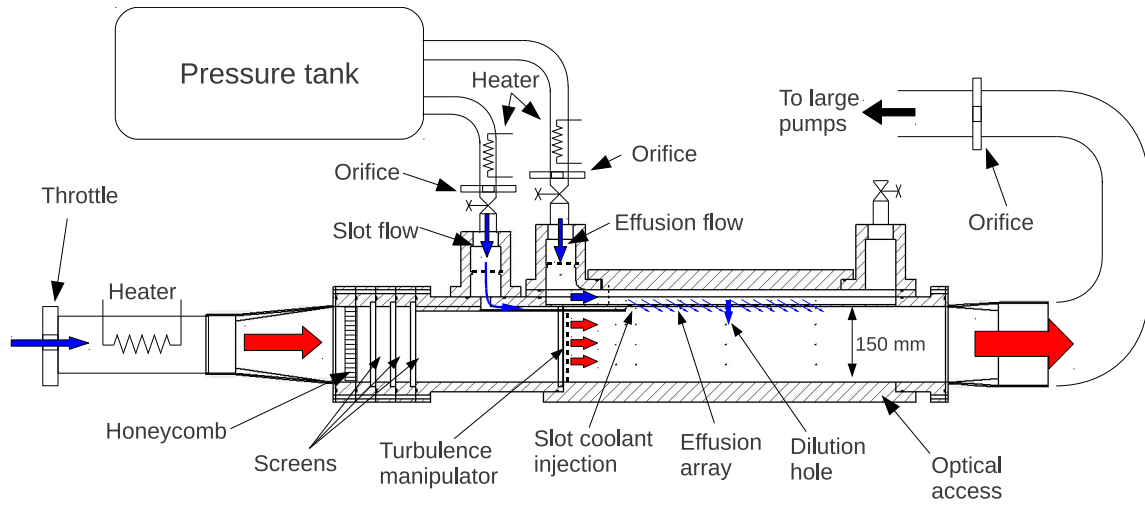 Pressure tank
Heater
To large
pumps
Orifice
Orifice
Throttle
Slot flow
Effusion flow
Orifice
Heater
150 mm
Honeycomb
Screens
Turbulence
manipulator
Slot coolant
injection
Effusion
array
Dilution
hole
Optical
access